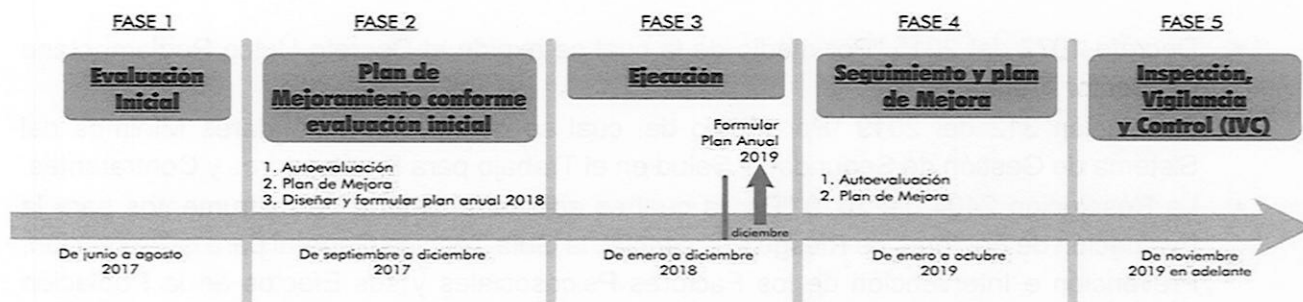 FASE 1
FASE 2
FASE 3
FASE 4
FASE 5
Evaluación
Inicial
Plan de
Mejoramiento conforme
evaluación inicial
Ejecución
Seguimiento y plan
de Mejora
Inspección,
Vigilancia
y Control (IVC)
Formular
Plan Anual
2019
1. Autoevaluación
2. Plan de Mejora
3. Diseñar y formular plan anual 2018
1. Autoevaluación
2. Plan de Mejora
diciembre
De junio a agosto
2017
De septiembre a diciembre
2017
De enero a diciembre
2018
De enero a octubre
2019
De noviembre
2019 en adelante